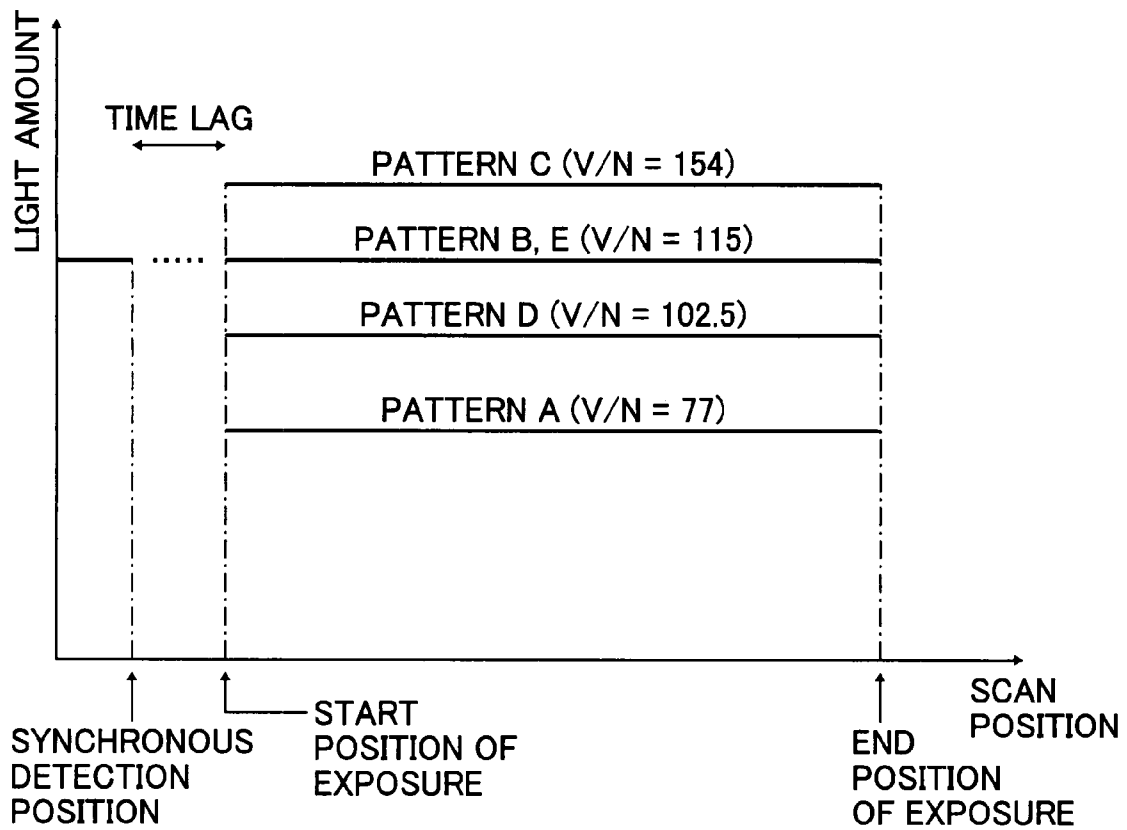 LIGHT AMOUNT
TIME LAG
PATTERN C (V/N = 154)
PATTERN B, E (V/N = 115)
PATTERN D (V/N = 102.5)
PATTERN A (V/N = 77)
SCAN
POSITION
SYNCHRONOUS
DETECTION
POSITION
START
POSITION OF
EXPOSURE
END
POSITION
OF EXPOSURE